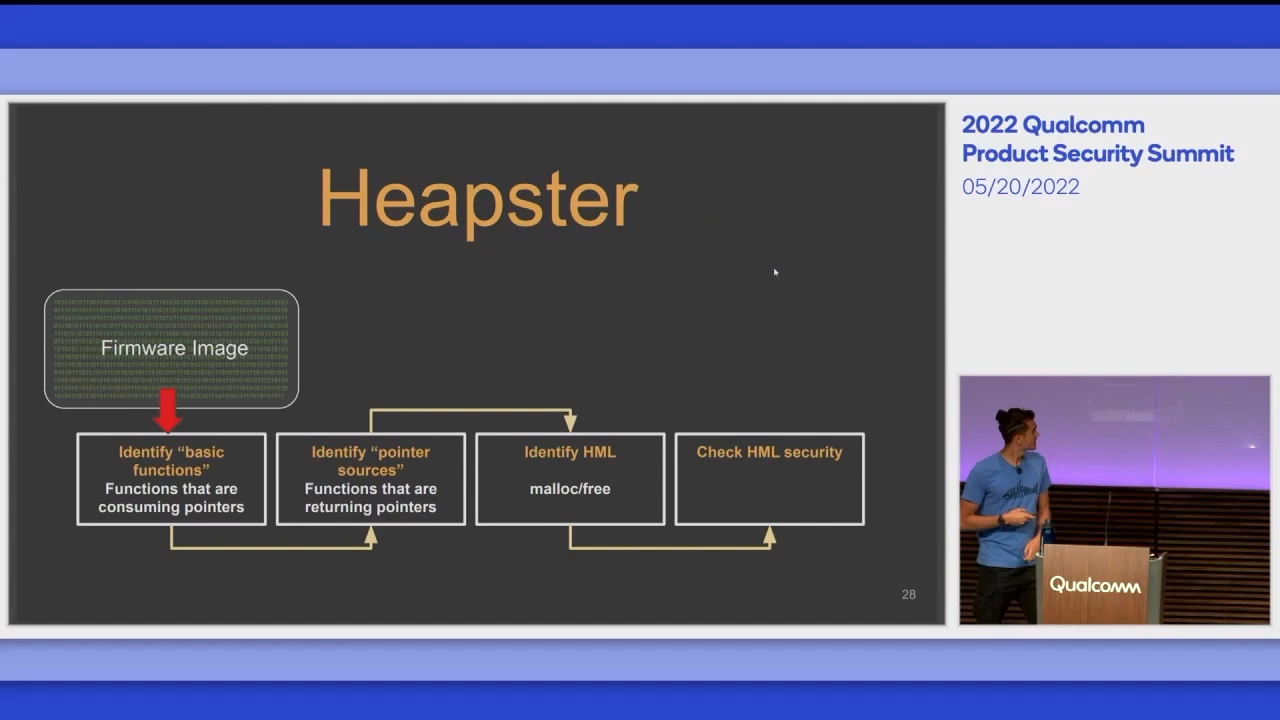 Heapster
Firmware Image
Identify “basic
functions”
Functions that are
consuming pointers
Identify “pointer
sources”
Functions that are
returning pointers
Identify HML
malloc/free
Check HML security
28
2022 Qualcomm
Product Security Summit
05/20/2022
Qualcomm